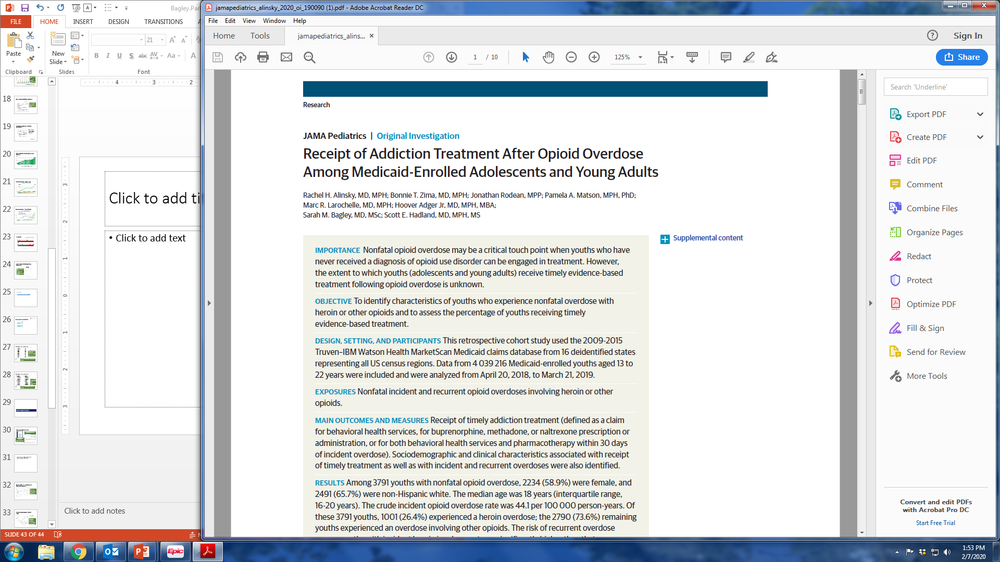 Bagley.Par
jamapediatrics_alinsky_2020_oi_190090 (1).pdf - Adobe Acrobat Reader DC
FILE HOME INSERT DESIGN TRANSITIONS
File Edit View Window Help
Home Tools jamapediatrics_alins... × Sign In
Paste New Slide 21
B I U S abc AV Aa A
Clipboard Slides Font
1 / 10 125% Share
4 3 2
18
19
20
21
22
23
24
25
26
27
28
29
30
31
32
33
3
2
1
0
1
2
3
Click to add ti
• Click to add text
Click to add notes
SLIDE 43 OF 44
Research
JAMA Pediatrics | Original Investigation
Receipt of Addiction Treatment After Opioid Overdose
Among Medicaid-Enrolled Adolescents and Young Adults
Rachel H. Alinsky, MD, MPH; Bonnie T. Zima, MD, MPH; Jonathan Rodean, MPP; Pamela A. Matson, MPH, PhD;
Marc R. Larochelle, MD, MPH; Hoover Adger Jr, MD, MPH, MBA;
Sarah M. Bagley, MD, MSc; Scott E. Hadland, MD, MPH, MS
Supplemental content
IMPORTANCE Nonfatal opioid overdose may be a critical touch point when youths who have
never received a diagnosis of opioid use disorder can be engaged in treatment. However,
the extent to which youths (adolescents and young adults) receive timely evidence-based
treatment following opioid overdose is unknown.
OBJECTIVE To identify characteristics of youths who experience nonfatal overdose with
heroin or other opioids and to assess the percentage of youths receiving timely
evidence-based treatment.
DESIGN, SETTING, AND PARTICIPANTS This retrospective cohort study used the 2009-2015
Truven–IBM Watson Health MarketScan Medicaid claims database from 16 deidentified states
representing all US census regions. Data from 4 039 216 Medicaid-enrolled youths aged 13 to
22 years were included and were analyzed from April 20, 2018, to March 21, 2019.
EXPOSURES Nonfatal incident and recurrent opioid overdoses involving heroin or other
opioids.
MAIN OUTCOMES AND MEASURES Receipt of timely addiction treatment (defined as a claim
for behavioral health services, for buprenorphine, methadone, or naltrexone prescription or
administration, or for both behavioral health services and pharmacotherapy within 30 days
of incident overdose). Sociodemographic and clinical characteristics associated with receipt
of timely treatment as well as with incident and recurrent overdoses were also identified.
RESULTS Among 3791 youths with nonfatal opioid overdose, 2234 (58.9%) were female, and
2491 (65.7%) were non-Hispanic white. The median age was 18 years (interquartile range,
16-20 years). The crude incident opioid overdose rate was 44.1 per 100 000 person-years. Of
these 3791 youths, 1001 (26.4%) experienced a heroin overdose; the 2790 (73.6%) remaining
youths experienced an overdose involving other opioids. The risk of recurrent overdose
Search 'Underline'
Export PDF
Create PDF
Edit PDF
Comment
Combine Files
Organize Pages
Redact
Protect
Optimize PDF
Fill & Sign
Send for Review
More Tools
Convert and edit PDFs
with Acrobat Pro DC
Start Free Trial
Epic
1:53 PM
2/7/2020